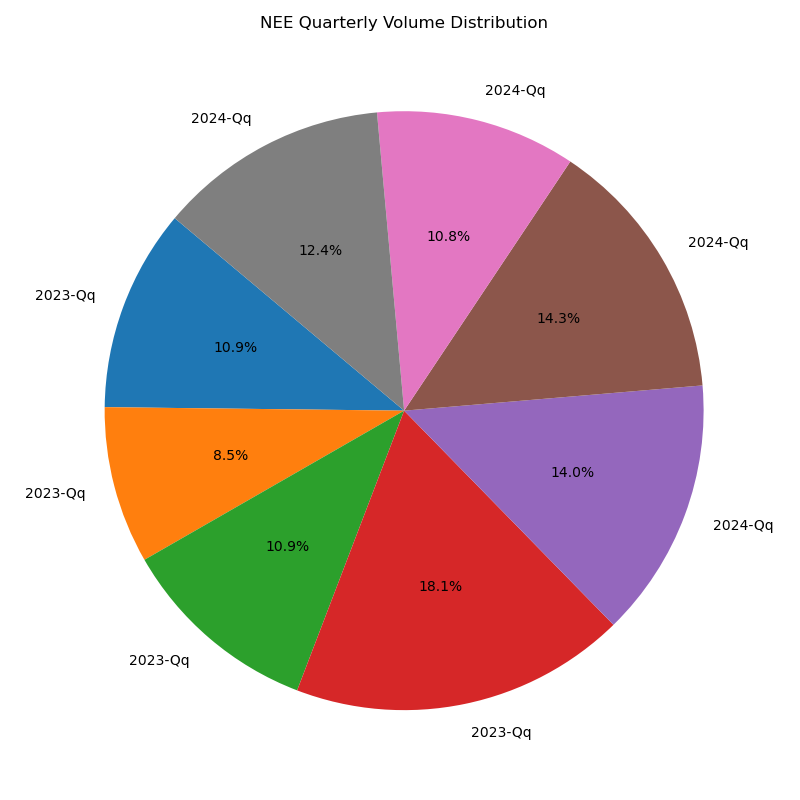 NEE Quarterly Volume Distribution
2024-Qq
2024-Qq
10.8%
12.4%
2024-Qq
2023-Qq
14.3%
10.9%
8.5%
14.0%
2023-Qq
2024-Qq
10.9%
18.1%
2023-Qq
2023-Qq